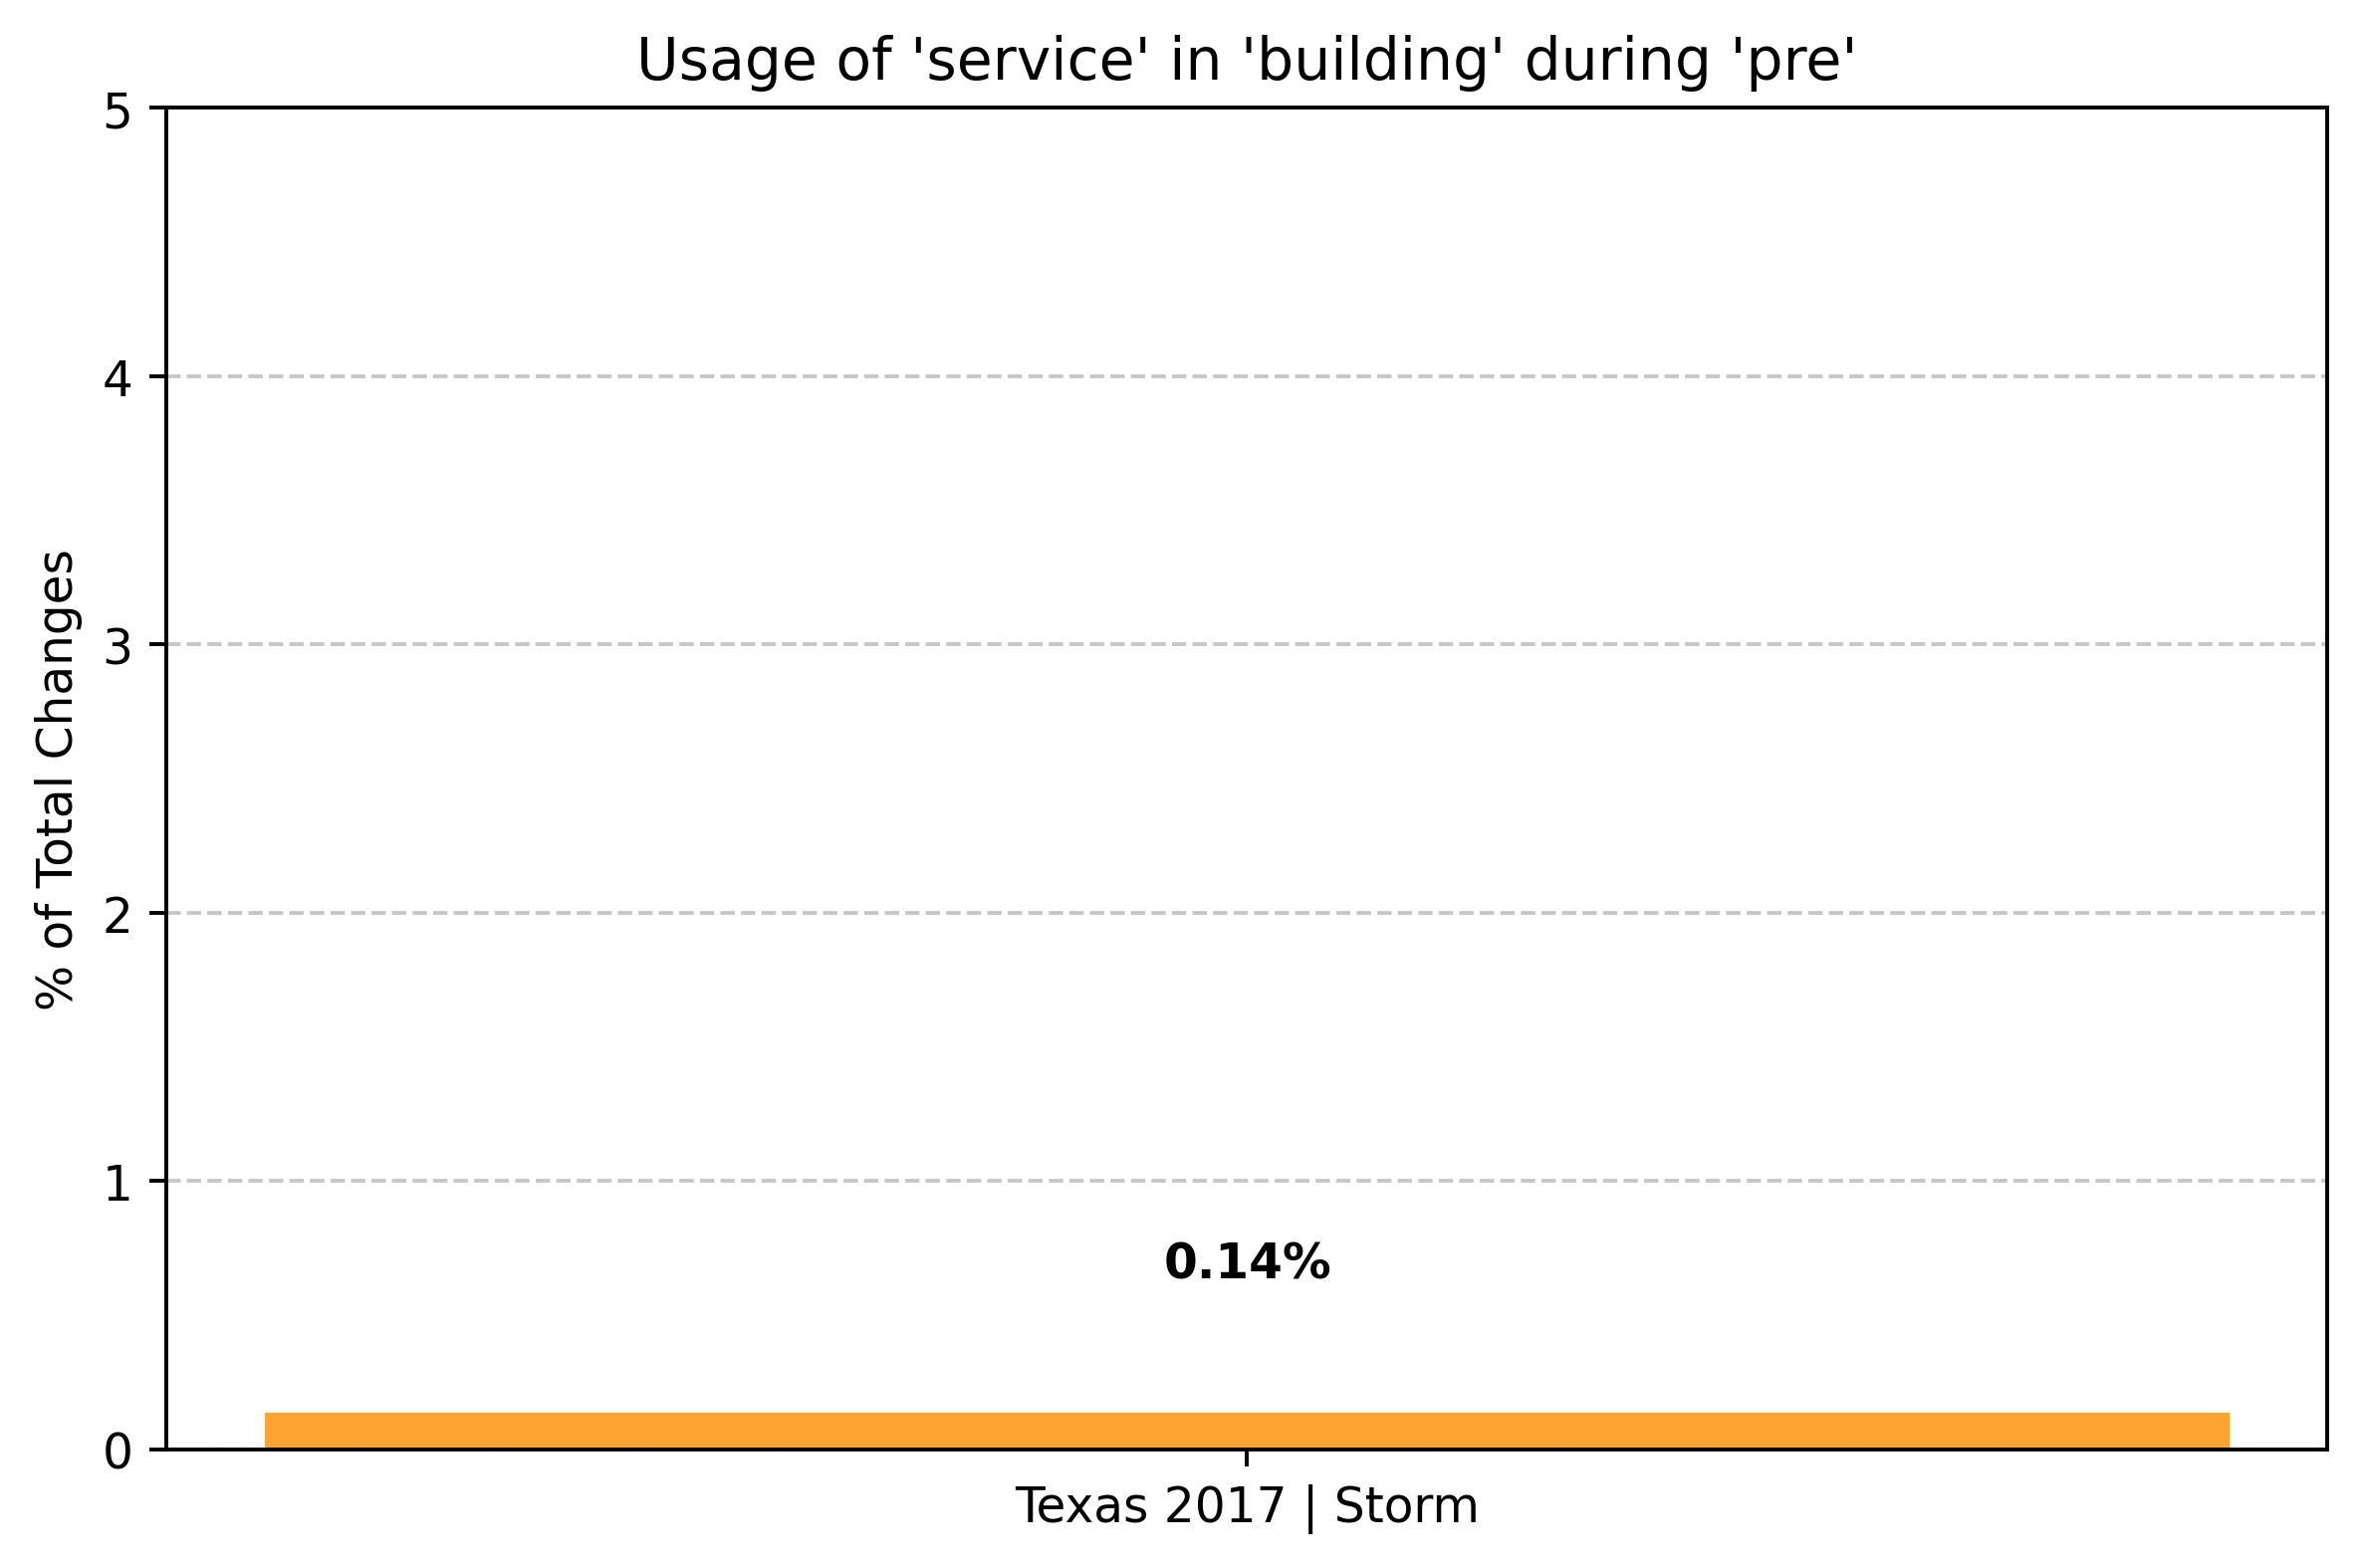 Usage of 'service' in 'building' during 'pre'
5
4
3
2
1
0
% of Total Changes
0.14%
Texas 2017 | Storm